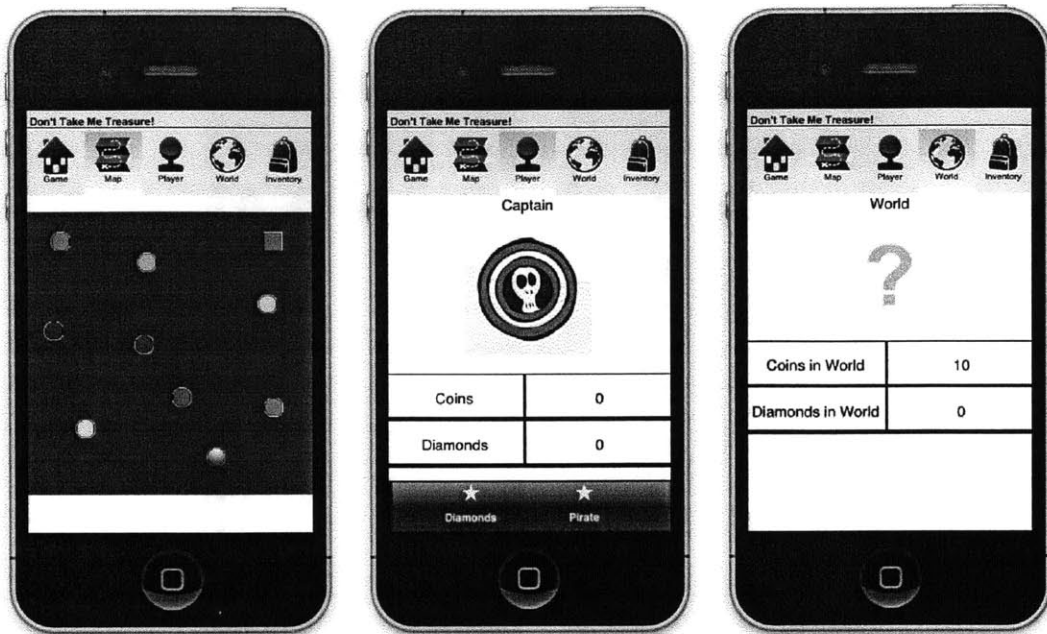 Don't Take Me Treasure!
Game Map Player World Inventory
Don't Take Me Treasure!
Game Map Player World Inventory
Captain
Coins 0
Diamonds 0
Diamonds Pirate
Don't Take Me Treasure!
Game Map Player World Inventory
World
?
Coins in World 10
Diamonds in World 0